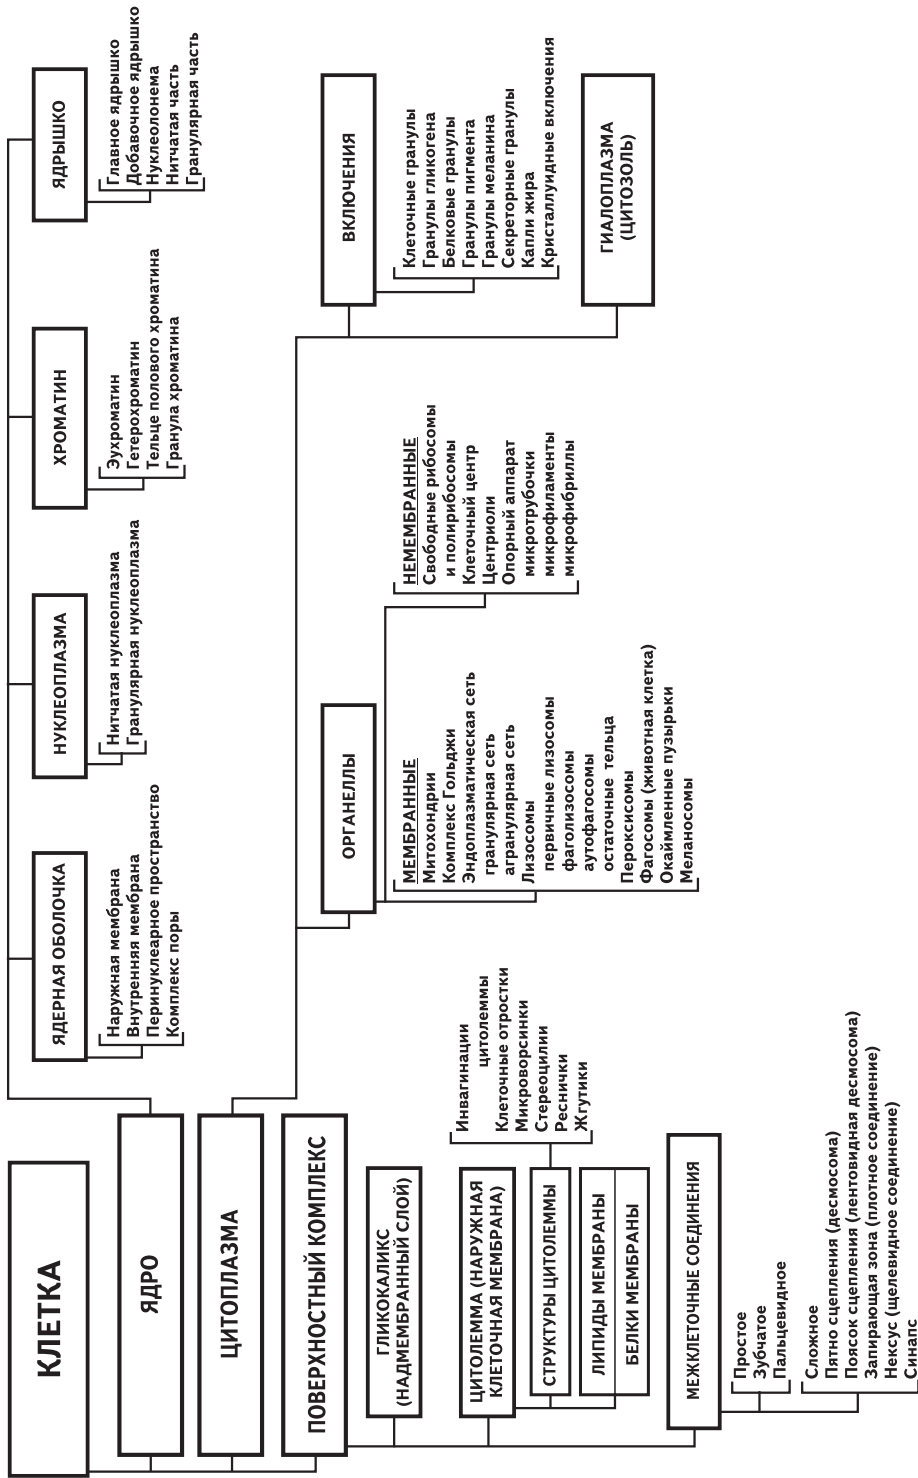 КЛЕТКА
ЯДРО
ЯДЕРНАЯ ОБОЛОЧКА
Наружная мембрана
Внутренняя мембрана
Перинуклеарное пространство
Комплекс поры
НУКЛЕОПЛАЗМА
Нитчатая нуклеоплазма
Гранулярная нуклеоплазма
ХРОМАТИН
Эухроматин
Гетерохроматин
Тельце полового хроматина
Гранула хроматина
ЯДРЫШКО
Главное ядрышко
Добавочное ядрышко
Нуклеолонема
Нитчатая часть
Гранулярная часть
ЦИТОПЛАЗМА
ОРГАНЕЛЛЫ
МЕМБРАННЫЕ
Митохондрии
Комплекс Гольджи
Эндоплазматическая сеть
гранулярная сеть
агранулярная сеть
Лизосомы
первичные лизосомы
фаголизосомы
аутофагосомы
остаточные тельца
Пероксисомы
Фагосомы (животная клетка)
Окаймленные пузырьки
Меланосомы
НЕМЕМБРАННЫЕ
Свободные рибосомы
и полирибосомы
Клеточный центр
Центриоли
Опорный аппарат
микротрубочки
микрофиламенты
микрофибриллы
ВКЛЮЧЕНИЯ
Клеточные гранулы
Гранулы гликогена
Белковые гранулы
Гранулы пигмента
Гранулы меланина
Секреторные гранулы
Капли жира
Кристаллуидные включения
ГИАЛОПЛАЗМА
(ЦИТОЗОЛЬ)
ПОВЕРХНОСТНЫЙ КОМПЛЕКС
ГЛИКОКАЛИКС
(НАДМЕМБРАННЫЙ СЛОЙ)
ЦИТОЛЕММА (НАРУЖНАЯ
КЛЕТОЧНАЯ МЕМБРАНА)
СТРУКТУРЫ ЦИТОЛЕММЫ
Инвагинации
цитолеммы
Клеточные отростки
Микроворсинки
Стереоцилии
Реснички
Жгутики
ЛИПИДЫ МЕМБРАНЫ
БЕЛКИ МЕМБРАНЫ
МЕЖКЛЕТОЧНЫЕ СОЕДИНЕНИЯ
Простое
Зубчатое
Пальцевидное
Сложное
Пятно сцепления (десмосома)
Поясок сцепления (лентовидная десмосома)
Запирающая зона (плотное соединение)
Нексус (щелевидное соединение)
Синапс